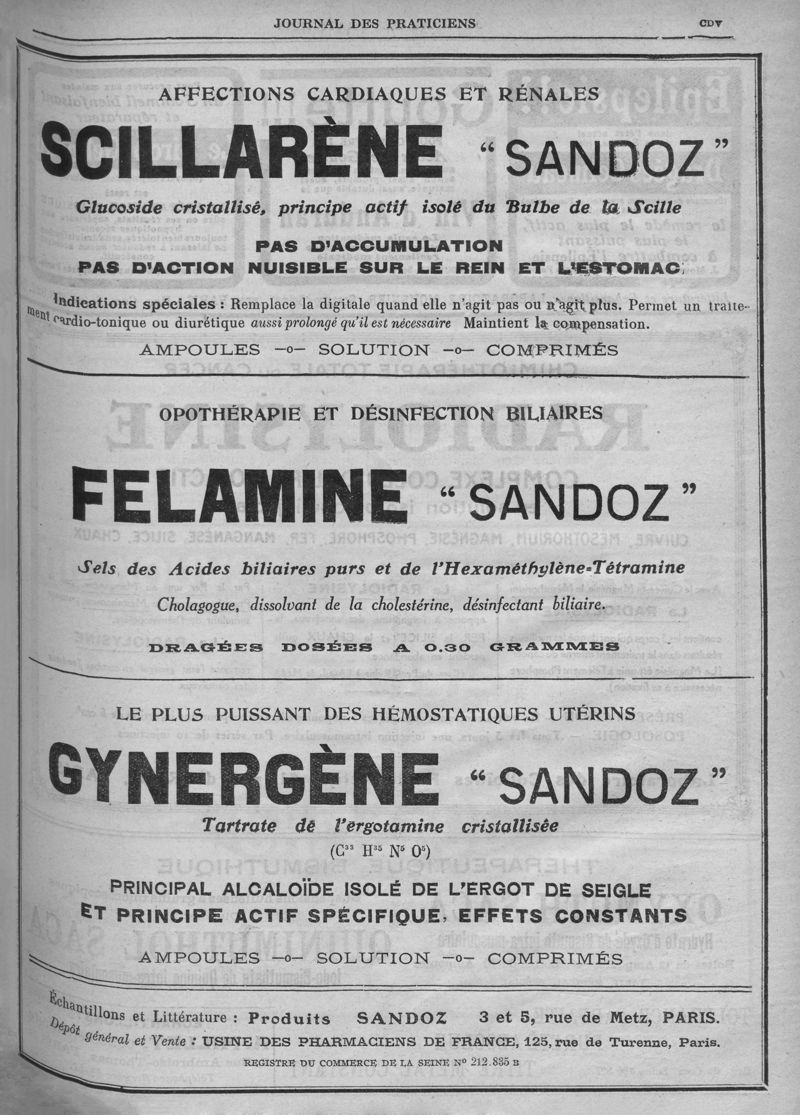 JOURNAL DES PRATICIENS CDV
AFFECTIONS CARDIAQUES ET RÉNALES
SCILLARÈNE “SANDOZ”
Glucoside cristallisé, principe actif isolé du Bulbe de la Scille
PAS D'ACCUMULATION
PAS D'ACTION NUISIBLE SUR LE REIN ET L'ESTOMAC
Indications spéciales : Remplace la digitale quand elle n'agit pas ou n'agit plus. Permet un traite-
ment cardio-tonique ou diurétique aussi prolongé qu'il est nécessaire Maintient la compensation.
AMPOULES —o— SOLUTION —o— COMPRIMÉS
OPOTHÉRAPIE ET DÉSINFECTION BILIAIRES
FELAMINE “SANDOZ”
Sels des Acides biliaires purs et de l'Hexaméthylène-Tétramine
Cholagogue, dissolvant de la cholestérine, désinfectant biliaire.
DRAGÉES DOSÉES A 0.30 GRAMMES
LE PLUS PUISSANT DES HÉMOSTATIQUES UTÉRINS
GYNERGÈNE “SANDOZ”
Tartrate dé l'ergotamine cristallisée
(C³³ H³⁵ N⁵ O⁵)
PRINCIPAL ALCALOÏDE ISOLÉ DE L'ERGOT DE SEIGLE
ET PRINCIPE ACTIF SPÉCIFIQUE, EFFETS CONSTANTS
AMPOULES —o— SOLUTION —o— COMPRIMÉS
Échantillons et Littérature : Produits SANDOZ 3 et 5, rue de Metz, PARIS.
Dépôt général et Vente : USINE DES PHARMACIENS DE FRANCE, 125, rue de Turenne, Paris.
REGISTRE DU COMMERCE DE LA SEINE Nº 212.835 B